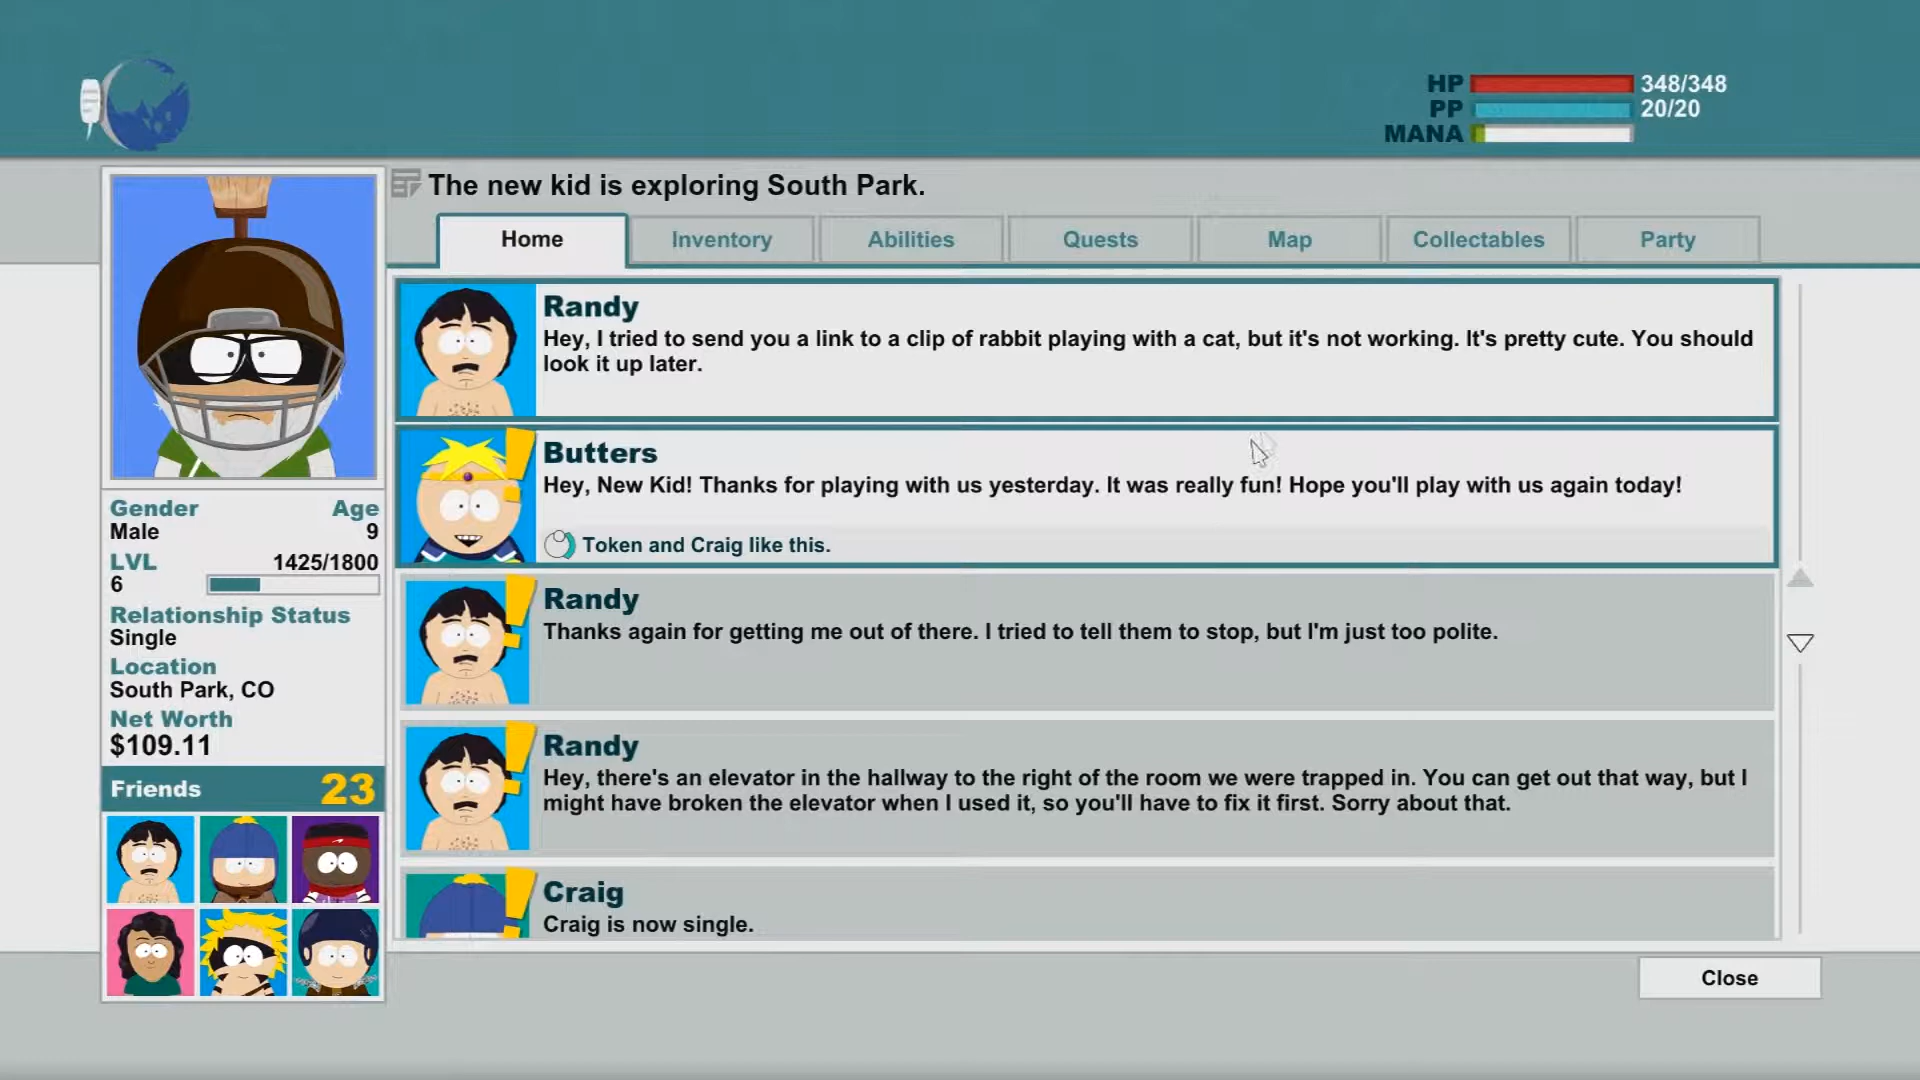 HP 348/348
PP 20/20
MANA
The new kid is exploring South Park.
Home Inventory Abilities Quests Map Collectables Party
Gender Age
Male 9
LVL 1425/1800
6
Relationship Status
Single
Location
South Park, CO
Net Worth
$109.11
Friends 23
Randy
Hey, I tried to send you a link to a clip of rabbit playing with a cat, but it's not working. It's pretty cute. You should
look it up later.
Butters
Hey, New Kid! Thanks for playing with us yesterday. It was really fun! Hope you'll play with us again today!
Token and Craig like this.
Randy
Thanks again for getting me out of there. I tried to tell them to stop, but I'm just too polite.
Randy
Hey, there's an elevator in the hallway to the right of the room we were trapped in. You can get out that way, but I
might have broken the elevator when I used it, so you'll have to fix it first. Sorry about that.
Craig
Craig is now single.
Close